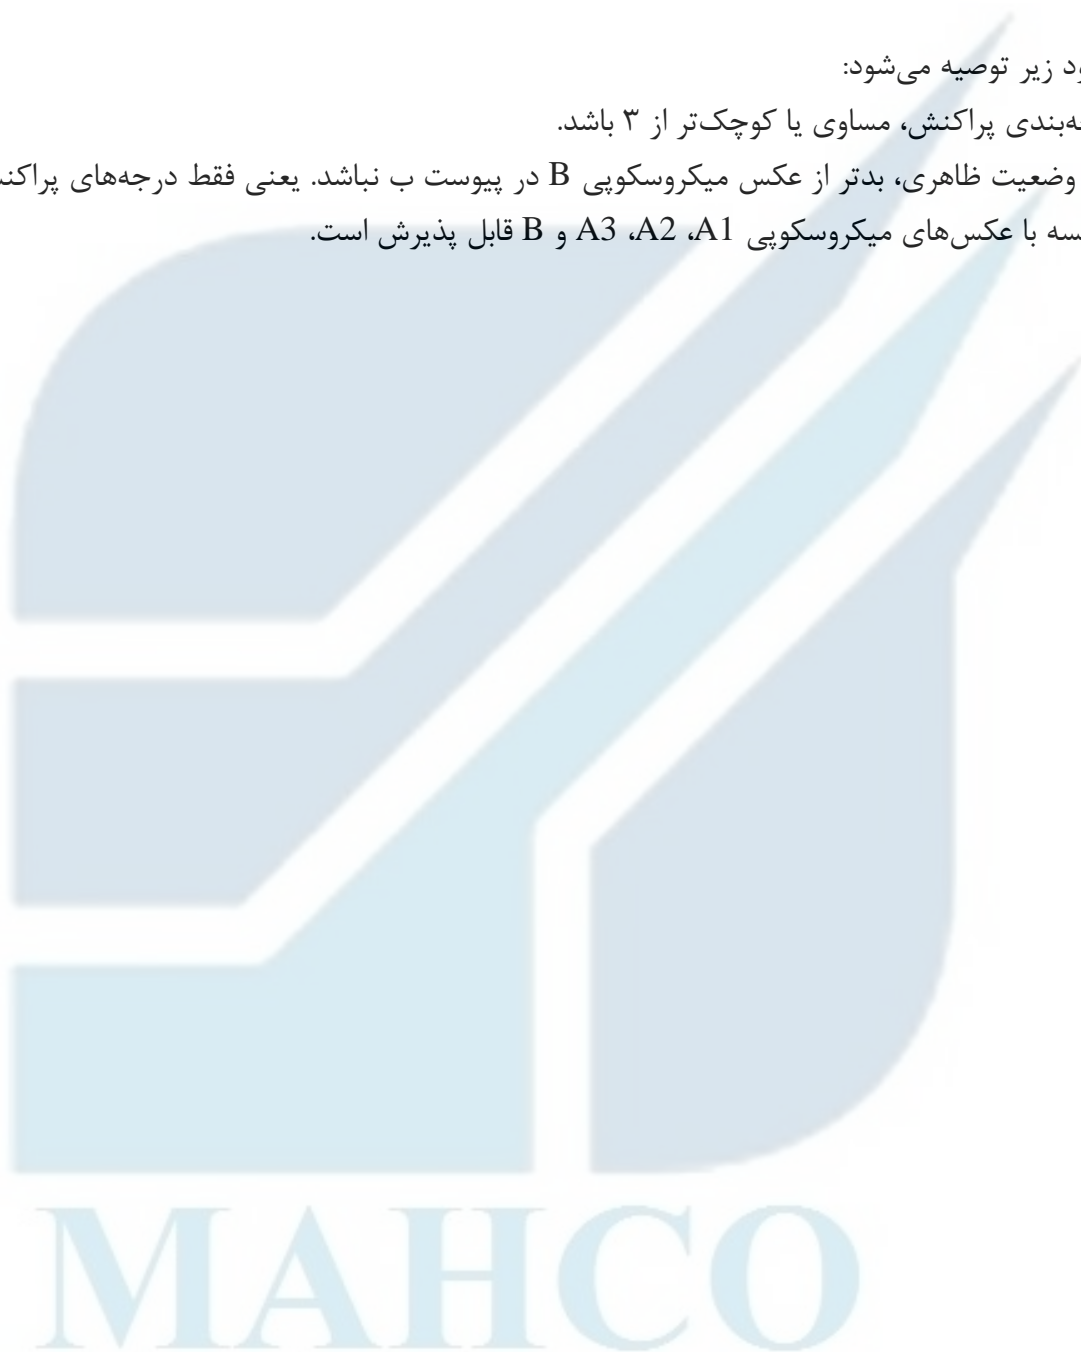 ود زیر توصیه می‌شود:
ه‌بندی پراکنش، مساوی یا کوچک‌تر از ۳ باشد.
وضعیت ظاهری، بدتر از عکس میکروسکوپی B در پیوست ب نباشد. یعنی فقط درجه‌های پراکنـ
سه با عکس‌های میکروسکوپی A1، A2، A3 و B قابل پذیرش است.
MAHCO